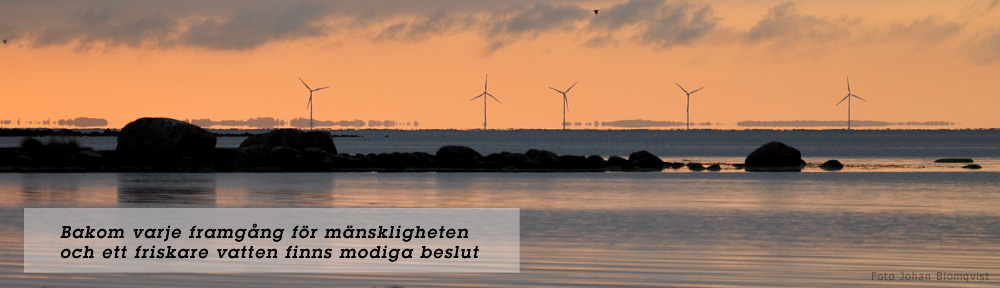 Bakom varje framgång för mänskligheten
och ett friskare vatten finns modiga beslut
Foto Johan Blomqvist